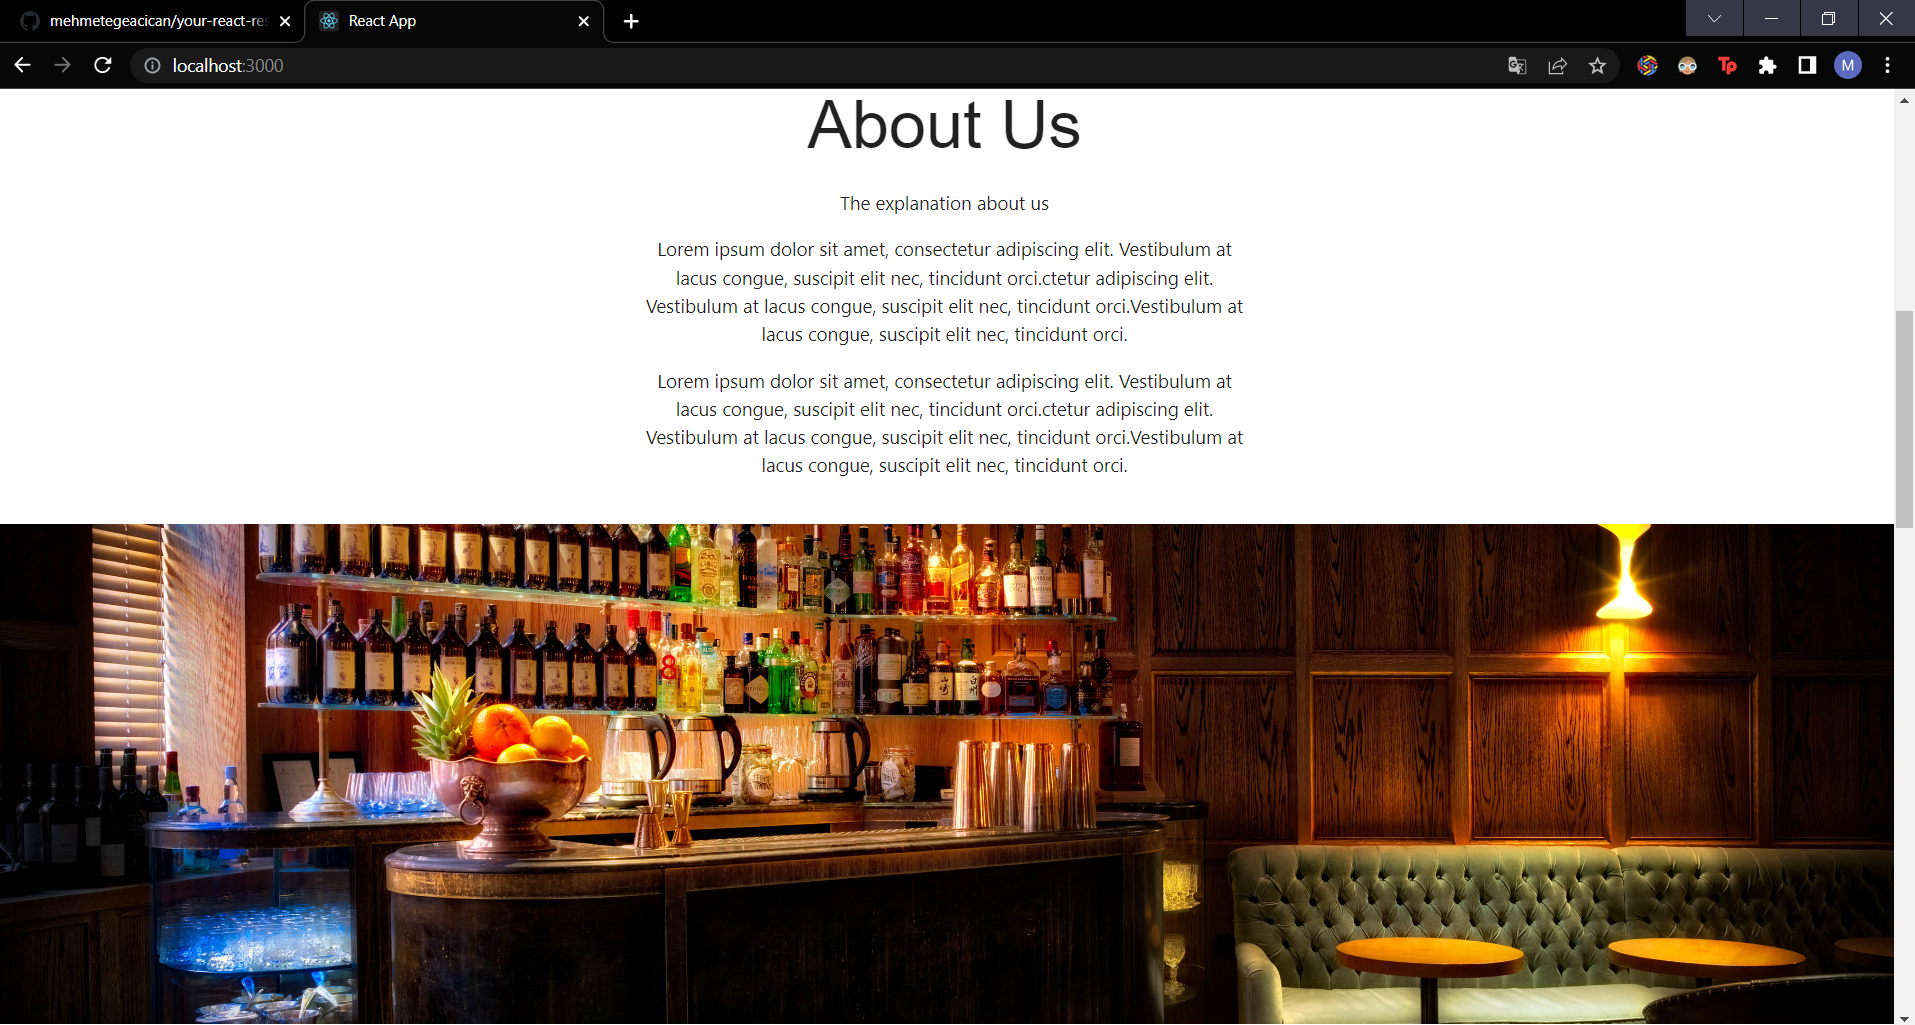 mehmetegeacican/your-react-res
React App
localhost:3000
M
About Us
The explanation about us
Lorem ipsum dolor sit amet, consectetur adipiscing elit. Vestibulum at
lacus congue, suscipit elit nec, tincidunt orci.ctetur adipiscing elit.
Vestibulum at lacus congue, suscipit elit nec, tincidunt orci.Vestibulum at
lacus congue, suscipit elit nec, tincidunt orci.
Lorem ipsum dolor sit amet, consectetur adipiscing elit. Vestibulum at
lacus congue, suscipit elit nec, tincidunt orci.ctetur adipiscing elit.
Vestibulum at lacus congue, suscipit elit nec, tincidunt orci.Vestibulum at
lacus congue, suscipit elit nec, tincidunt orci.
8